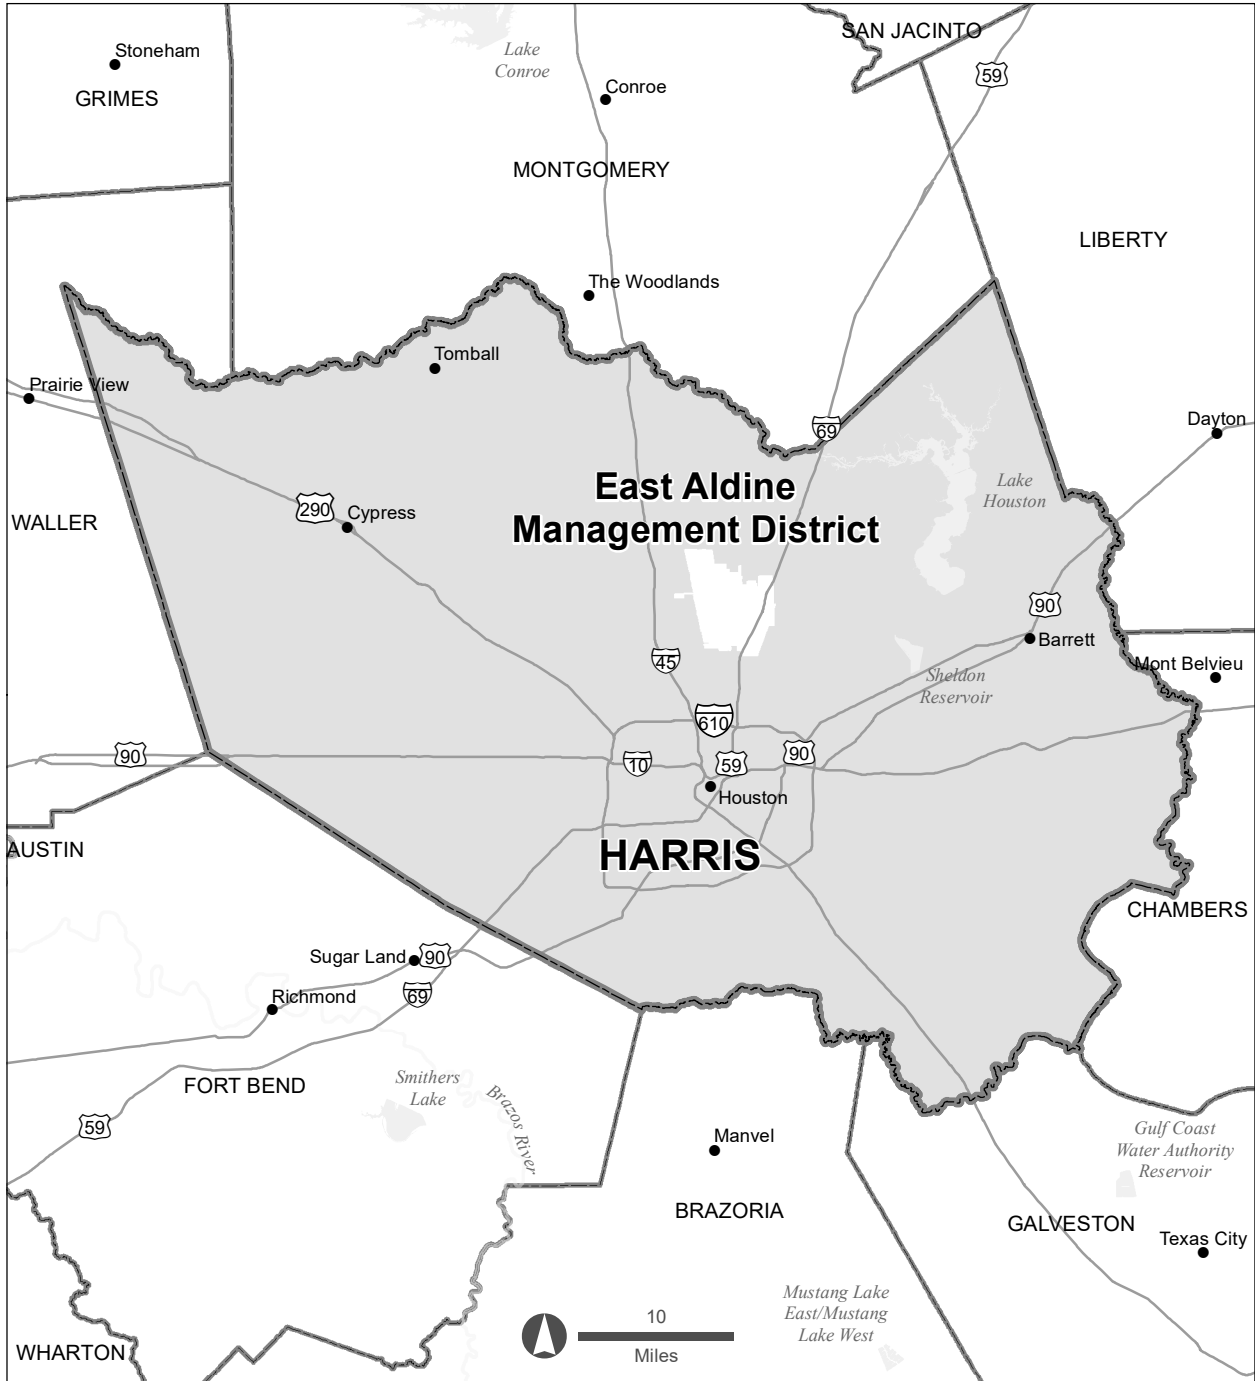 SAN JACINTO
Stoneham
Lake
Conroe
59
GRIMES
Conroe
MONTGOMERY
LIBERTY
The Woodlands
Tomball
Prairie View
69
Dayton
East Aldine
Management District
Lake
Houston
290
Cypress
WALLER
90
Barrett
45
Mont Belvieu
Sheldon
Reservoir
610
90
10
59
90
Houston
HARRIS
AUSTIN
CHAMBERS
Sugar Land
90
69
Richmond
FORT BEND
Smithers
Lake
Brazos River
59
Manvel
Gulf Coast
Water Authority
Reservoir
BRAZORIA
GALVESTON
Texas City
Mustang Lake
East/Mustang
Lake West
10
Miles
WHARTON